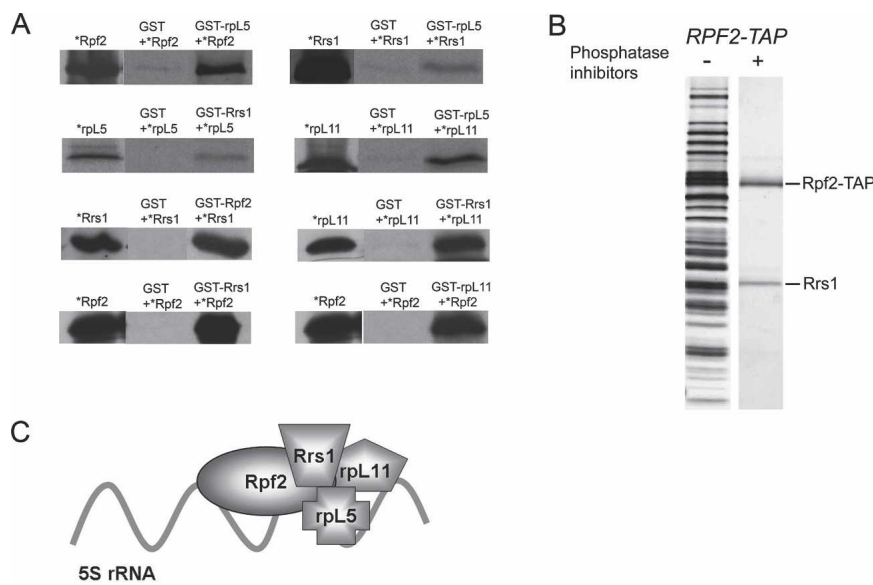 A
*Rpf2 GST +*Rpf2 GST-rpL5 +*Rpf2
*Rrs1 GST +*Rrs1 GST-rpL5 +*Rrs1
*rpL5 GST +*rpL5 GST-Rrs1 +*rpL5
*rpL11 GST +*rpL11 GST-rpL5 +*rpL11
*Rrs1 GST +*Rrs1 GST-Rpf2 +*Rrs1
*rpL11 GST +*rpL11 GST-Rrs1 +*rpL11
*Rpf2 GST +*Rpf2 GST-Rrs1 +*Rpf2
*Rpf2 GST +*Rpf2 GST-rpL11 +*Rpf2
B
RPF2-TAP
Phosphatase - +
inhibitors
Rpf2-TAP
Rrs1
C
Rrs1
Rpf2
rpL11
rpL5
5S rRNA